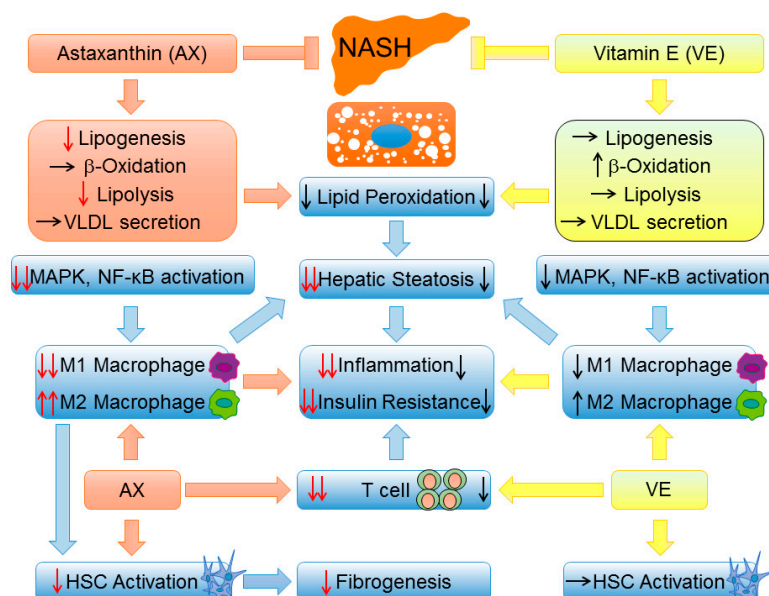 NASH
Astaxanthin (AX)
Vitamin E (VE)
↓ Lipogenesis
→ β-Oxidation
↓ Lipolysis
→ VLDL secretion
→ Lipogenesis
↑ β-Oxidation
→ Lipolysis
→ VLDL secretion
↓ Lipid Peroxidation ↓
↓↓ MAPK, NF-κB activation
↓↓ Hepatic Steatosis ↓
↓ MAPK, NF-κB activation
↓↓ M1 Macrophage
↑↑ M2 Macrophage
↓↓ Inflammation ↓
↓↓ Insulin Resistance ↓
↓ M1 Macrophage
↑ M2 Macrophage
AX
↓↓ T cell ↓
VE
↓ HSC Activation
↓ Fibrogenesis
→ HSC Activation